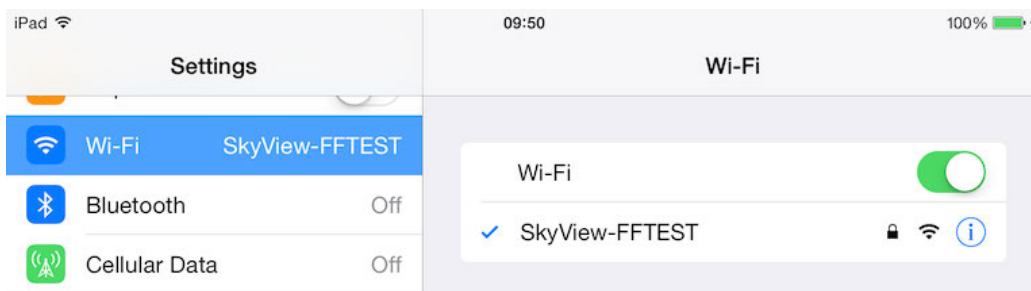 iPad 09:50 100%
Settings Wi-Fi
Wi-Fi SkyView-FFTEST
Bluetooth Off
Cellular Data Off
Wi-Fi
SkyView-FFTEST